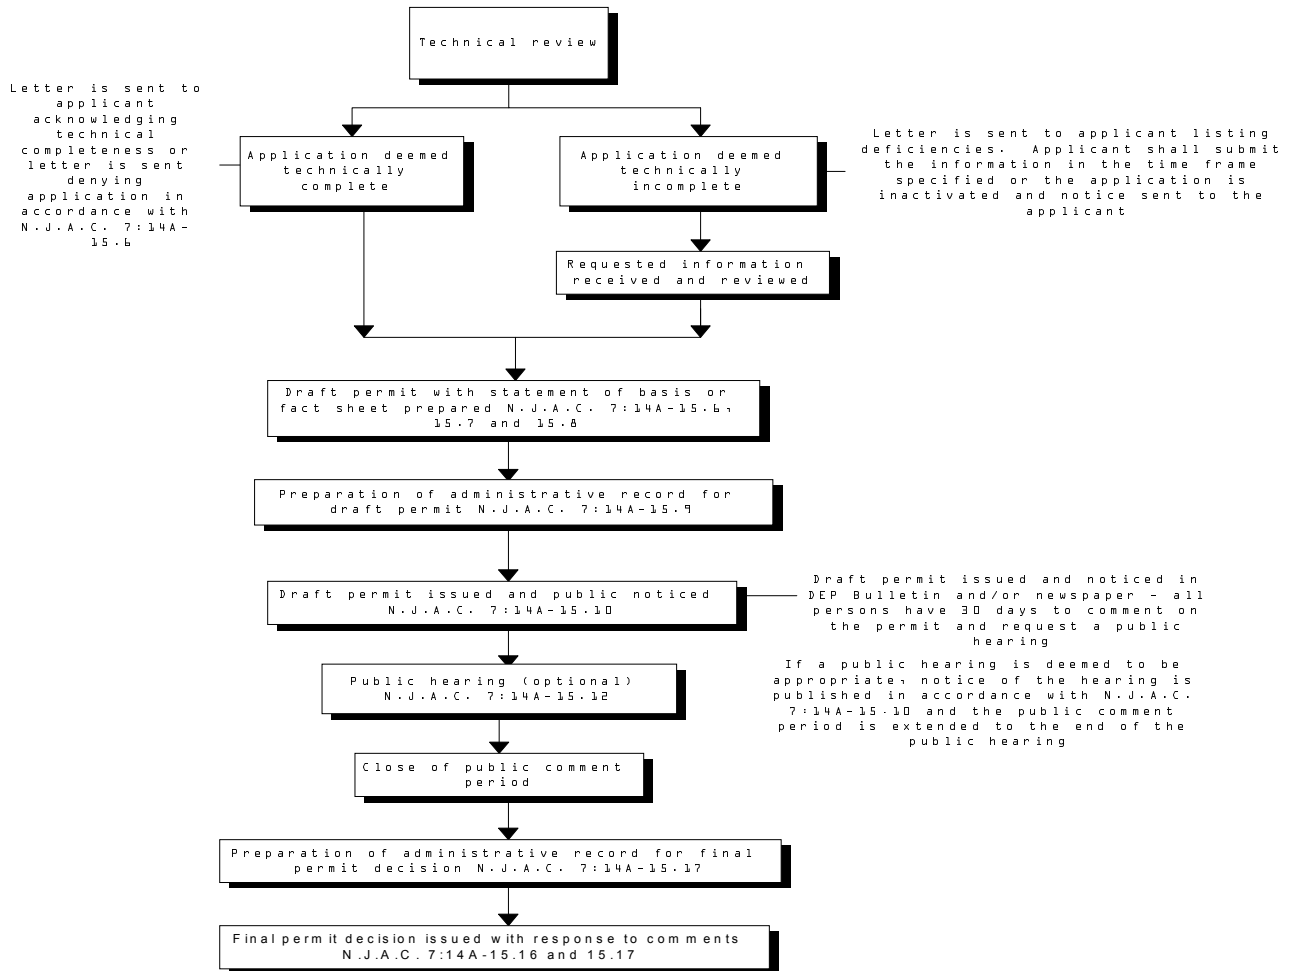 Technical review
Letter is sent to
applicant
acknowledging
technical
completeness or
letter is sent
denying
application in
accordance with
N.J.A.C. 7:14A-
15.6
Application deemed
technically
complete
Application deemed
technically
incomplete
Letter is sent to applicant listing
deficiencies. Applicant shall submit
the information in the time frame
specified or the application is
inactivated and notice sent to the
applicant
Requested information
received and reviewed
Draft permit with statement of basis or
fact sheet prepared N.J.A.C. 7:14A-15.6,
15.7 and 15.8
Preparation of administrative record for
draft permit N.J.A.C. 7:14A-15.9
Draft permit issued and public noticed
N.J.A.C. 7:14A-15.10
Draft permit issued and noticed in
DEP Bulletin and/or newspaper - all
persons have 30 days to comment on
the permit and request a public
hearing
Public hearing (optional)
N.J.A.C. 7:14A-15.12
If a public hearing is deemed to be
appropriate, notice of the hearing is
published in accordance with N.J.A.C.
7:14A-15.10 and the public comment
period is extended to the end of the
public hearing
Close of public comment
period
Preparation of administrative record for final
permit decision N.J.A.C. 7:14A-15.17
Final permit decision issued with response to comments
N.J.A.C. 7:14A-15.16 and 15.17